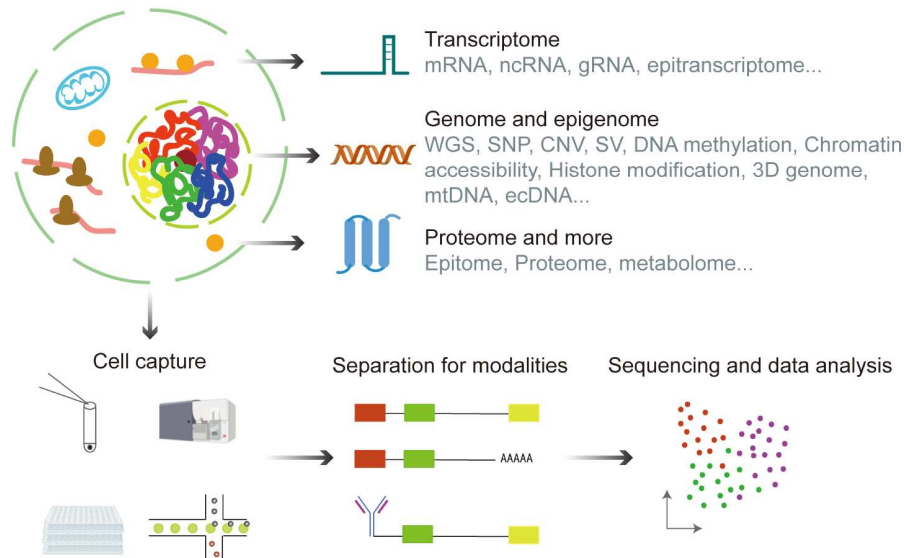 Transcriptome
mRNA, ncRNA, gRNA, epitranscriptome...
Genome and epigenome
WGS, SNP, CNV, SV, DNA methylation, Chromatin
accessibility, Histone modification, 3D genome,
mtDNA, ecDNA...
Proteome and more
Epitome, Proteome, metabolome...
Cell capture
Separation for modalities
Sequencing and data analysis
AAAAA